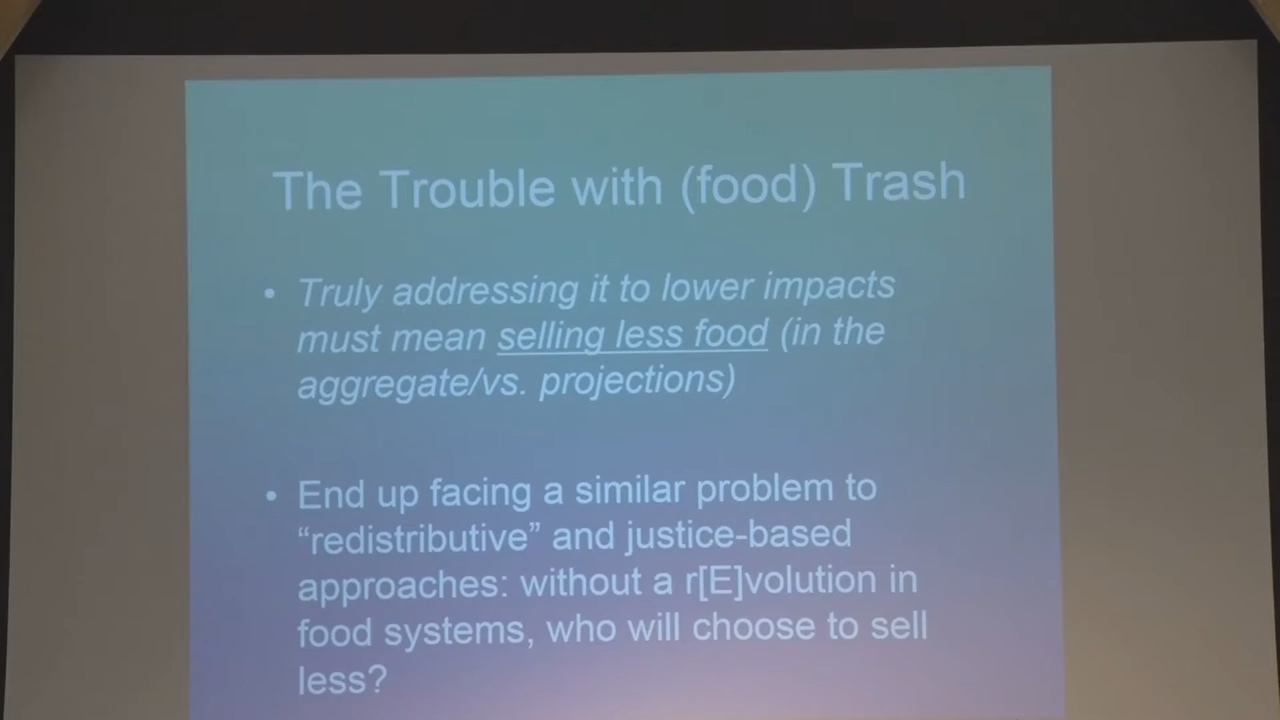 The Trouble with (food) Trash
• Truly addressing it to lower impacts
must mean selling less food (in the
aggregate/vs. projections)
• End up facing a similar problem to
“redistributive” and justice-based
approaches: without a r[E]volution in
food systems, who will choose to sell
less?